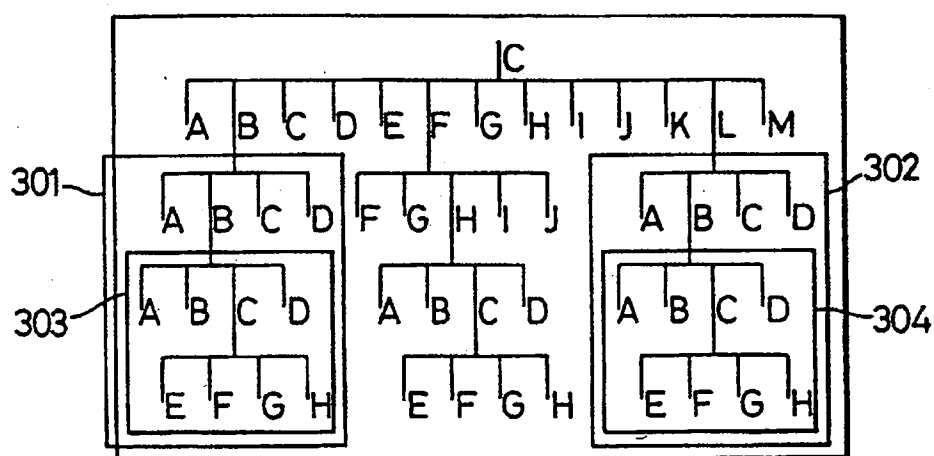 C
A B C D E F G H I J K L M
301 302
A B C D F G H I J A B C D
303 304
A B C D A B C D A B C D
E F G H E F G H E F G H